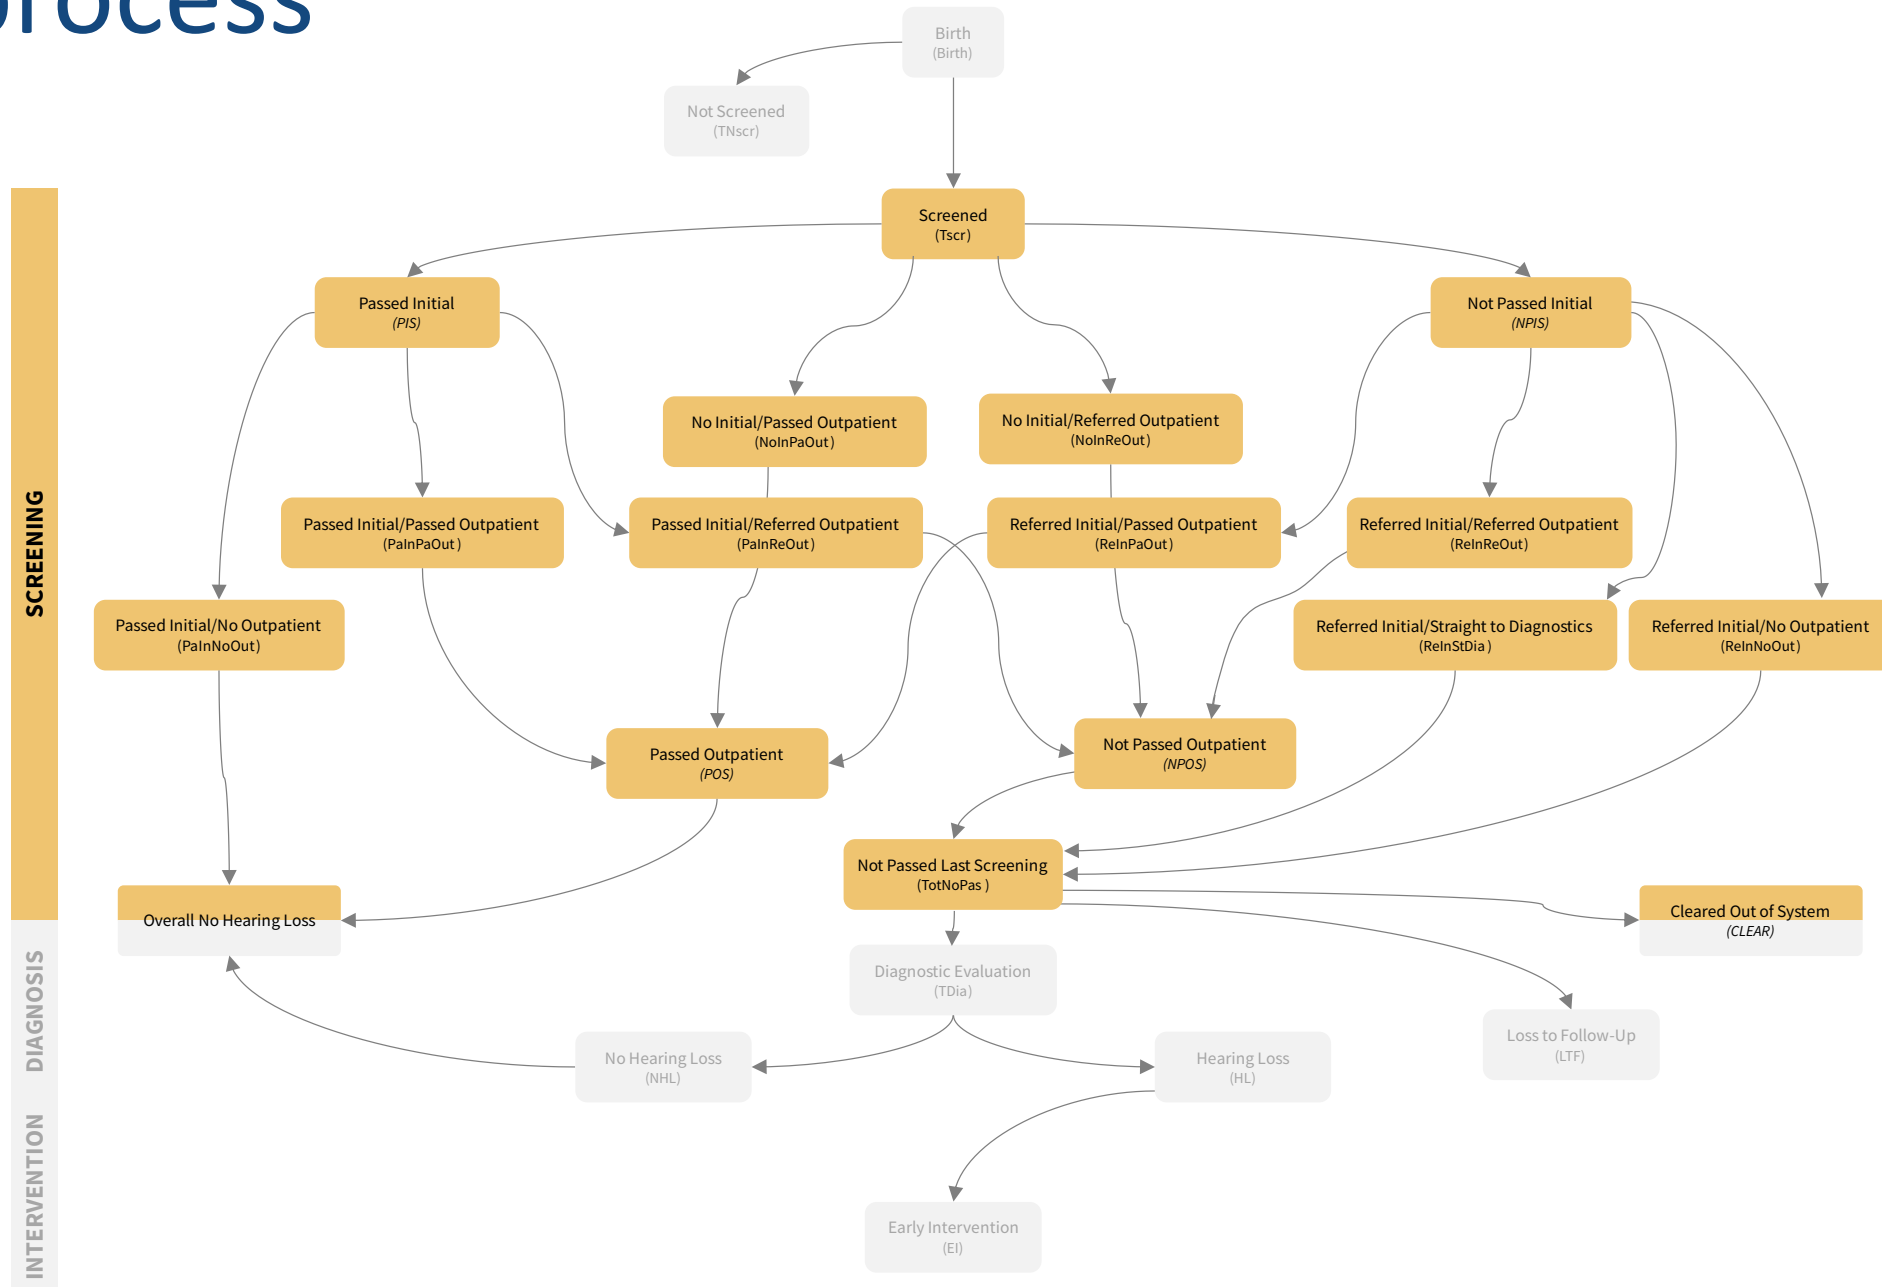 process
Birth
(Birth)
Not Screened
(TNscr)
Screened
(Tscr)
Passed Initial
(PIS)
Not Passed Initial
(NPIS)
No Initial/Passed Outpatient
(NoInPaOut)
No Initial/Referred Outpatient
(NoInReOut)
Passed Initial/Passed Outpatient
(PaInPaOut)
Passed Initial/Referred Outpatient
(PaInReOut)
Referred Initial/Passed Outpatient
(ReInPaOut)
Referred Initial/Referred Outpatient
(ReInReOut)
SCREENING
Passed Initial/No Outpatient
(PaInNoOut)
Referred Initial/Straight to Diagnostics
(ReInStDia)
Referred Initial/No Outpatient
(ReInNoOut)
Passed Outpatient
(POS)
Not Passed Outpatient
(NPOS)
Not Passed Last Screening
(TotNoPas )
Overall No Hearing Loss
Cleared Out of System
(CLEAR)
DIAGNOSIS
Diagnostic Evaluation
(TDia)
No Hearing Loss
(NHL)
Hearing Loss
(HL)
Loss to Follow-Up
(LTF)
INTERVENTION
Early Intervention
(EI)